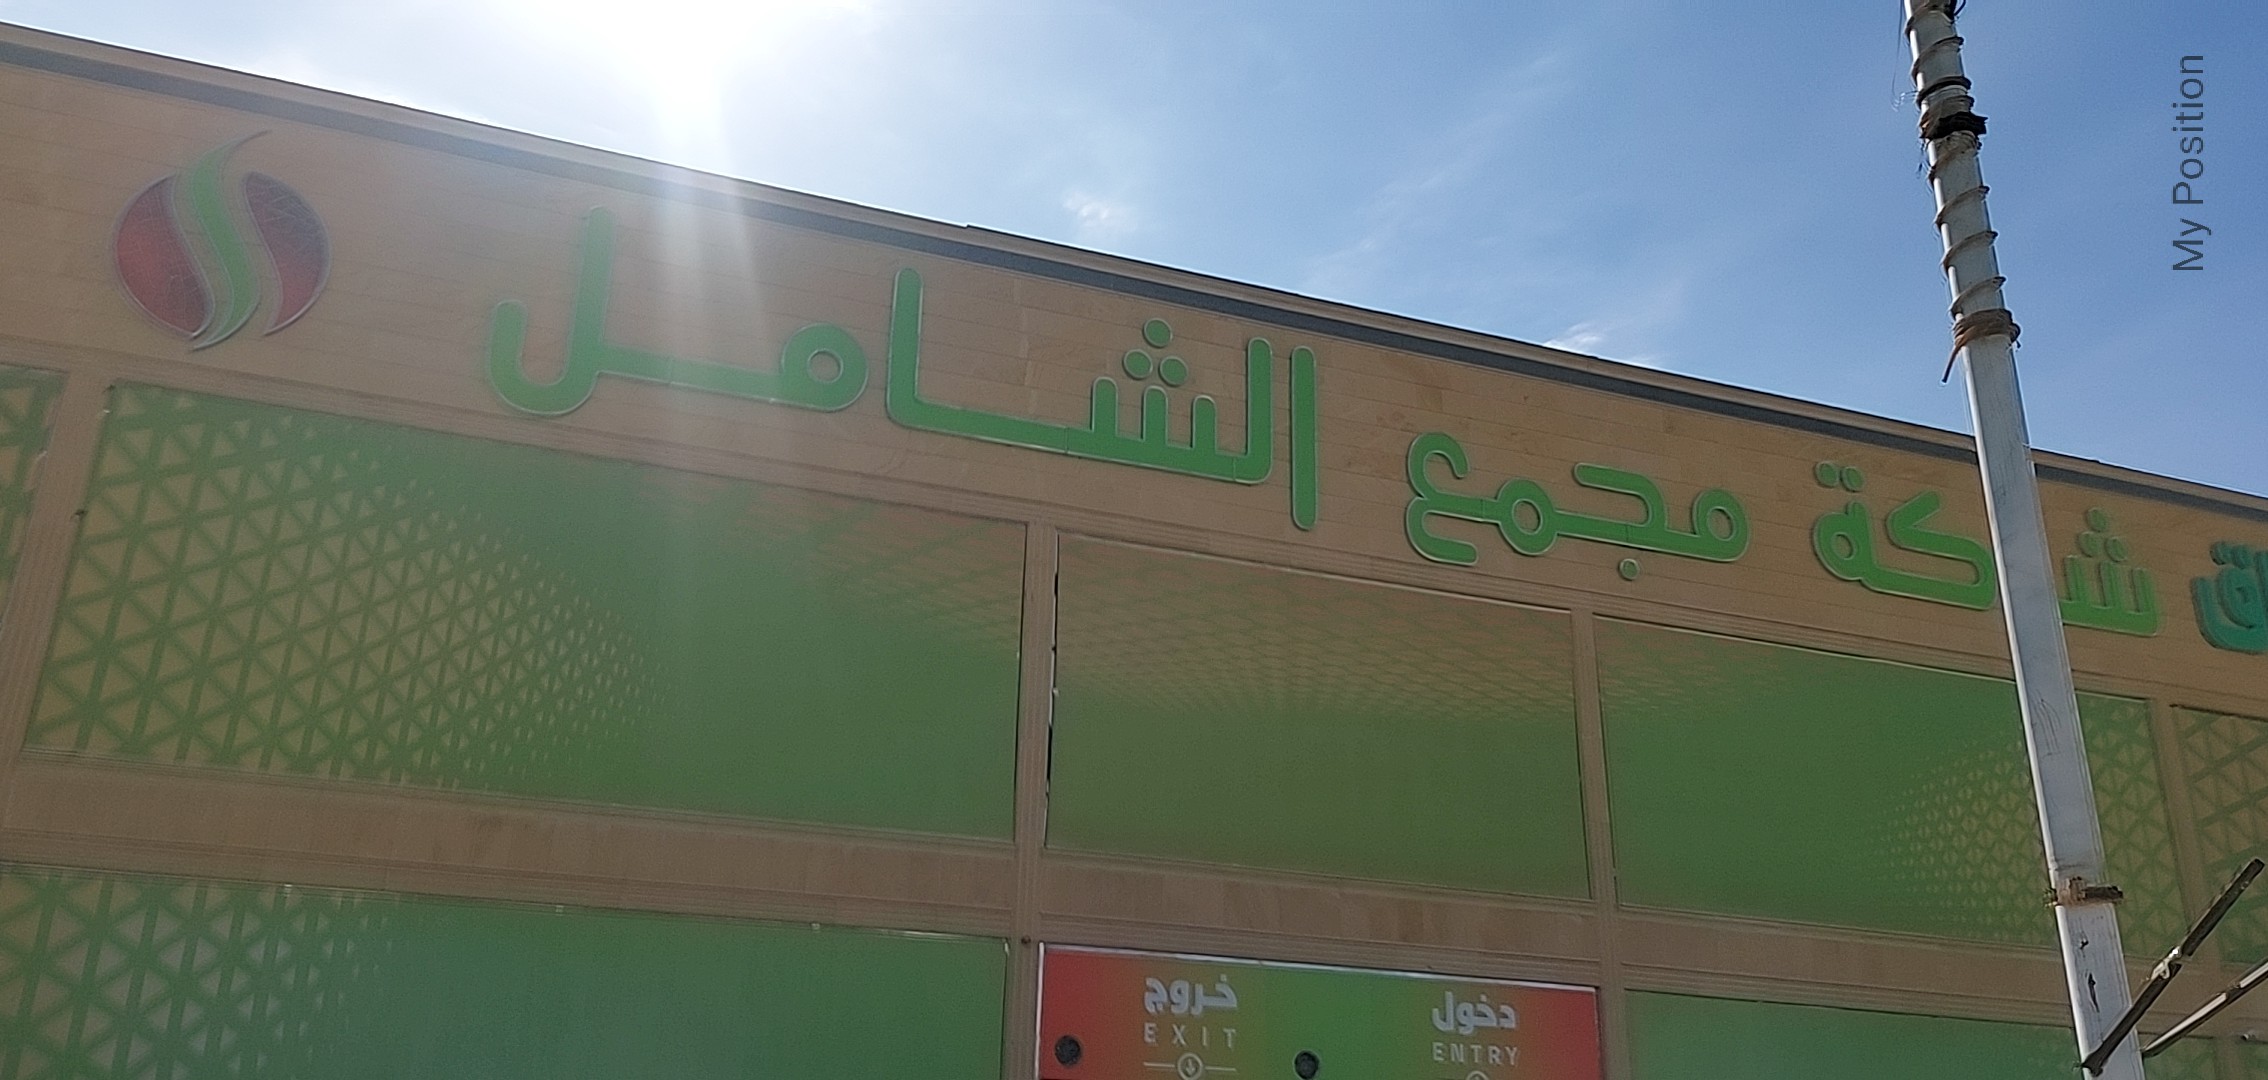 شركة مجمع الشامل
خروج
EXIT
دخول
ENTRY
My Position